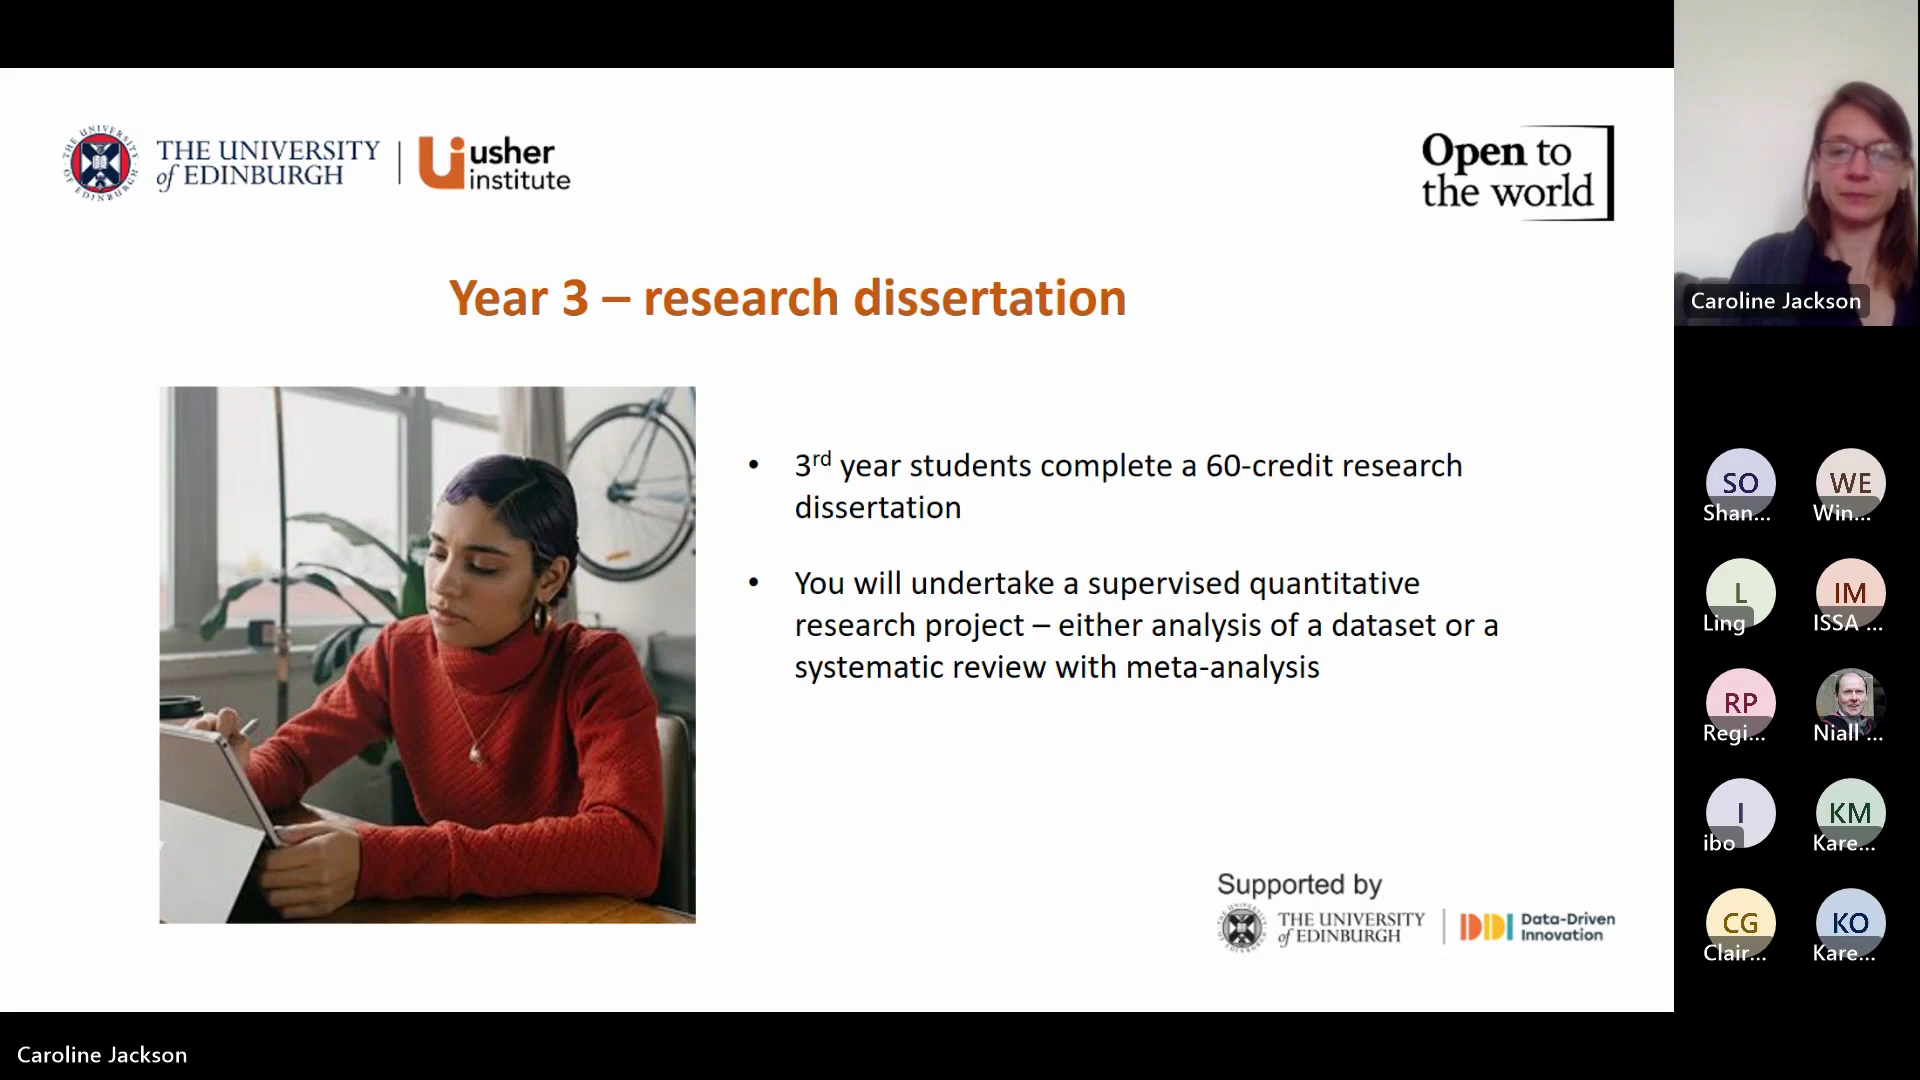 THE UNIVERSITY
of EDINBURGH
usher
institute
Open to
the world
Year 3 – research dissertation
• 3rd year students complete a 60-credit research
dissertation
• You will undertake a supervised quantitative
research project – either analysis of a dataset or a
systematic review with meta-analysis
Supported by
THE UNIVERSITY
of EDINBURGH
DDI
Data-Driven
Innovation
Caroline Jackson
SO
WE
Shan...
Win...
L
IM
Ling
ISSA ...
RP
Regi...
Niall ...
I
KM
ibo
Kare...
CG
KO
Clair...
Kare...
Caroline Jackson